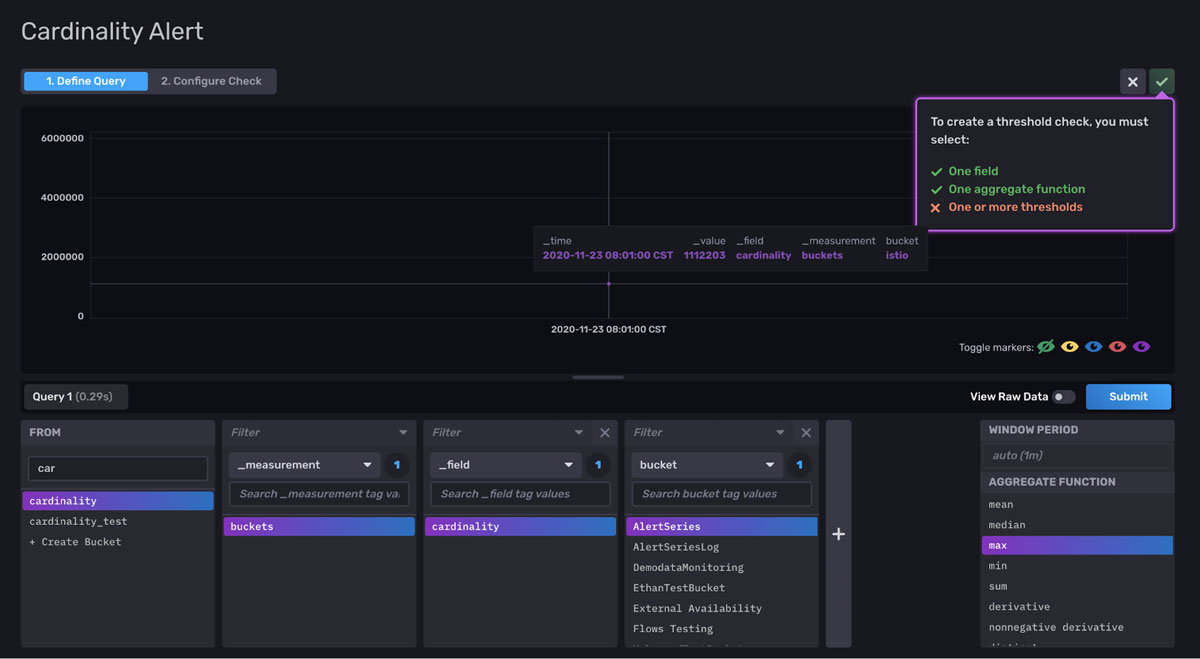 Cardinality Alert
1. Define Query 2. Configure Check
To create a threshold check, you must
select:
One field
One aggregate function
One or more thresholds
6000000
4000000
2000000
0
_time _value _field _measurement bucket
2020-11-23 08:01:00 CST 1112203 cardinality buckets istio
2020-11-23 08:01:00 CST
Toggle markers:
Query 1 (0.29s)
View Raw Data
Submit
FROM
car
cardinality
cardinality_test
+ Create Bucket
Filter
_measurement 1
Search _measurement tag va
buckets
Filter
_field 1
Search _field tag values
cardinality
Filter
bucket 1
Search bucket tag values
AlertSeries
AlertSeriesLog
DemodataMonitoring
EthanTestBucket
External Availability
Flows Testing
+
WINDOW PERIOD
auto (1m)
AGGREGATE FUNCTION
mean
median
max
min
sum
derivative
nonnegative derivative